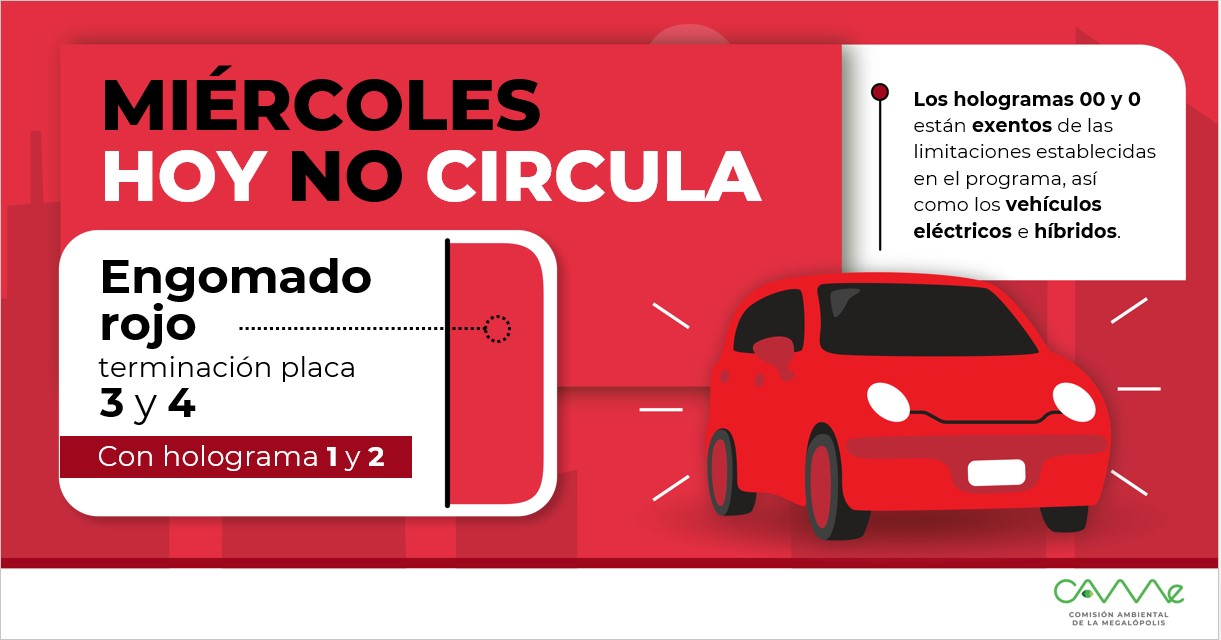 MIÉRCOLES
HOY NO CIRCULA
Los hologramas 00 y 0
están exentos de las
limitaciones establecidas
en el programa, así
como los vehículos
eléctricos e híbridos.
Engomado
rojo
terminación placa
3 y 4
Con holograma 1 y 2
CAMe
COMISIÓN AMBIENTAL
DE LA MEGALÓPOLIS